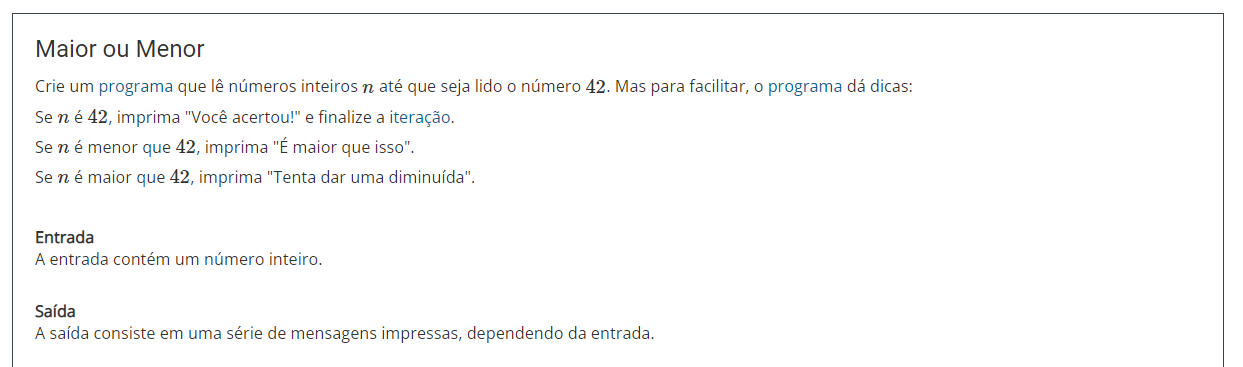 Maior ou Menor
Crie um programa que lê números inteiros n até que seja lido o número 42. Mas para facilitar, o programa dá dicas:
Se n é 42, imprima "Você acertou!" e finalize a iteração.
Se n é menor que 42, imprima "É maior que isso".
Se n é maior que 42, imprima "Tenta dar uma diminuída".
Entrada
A entrada contém um número inteiro.
Saída
A saída consiste em uma série de mensagens impressas, dependendo da entrada.